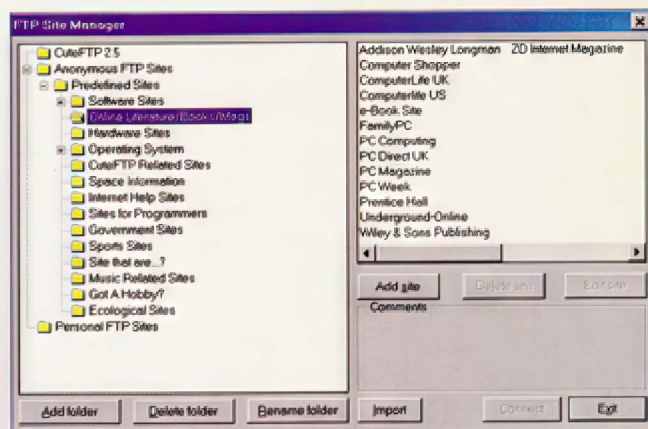 FTP Site Manager
CuteFTP 2.5
Anonymous FTP Sites
Predefined Sites
Software Sites
Online Literature/Books/Mags
Hardware Sites
Operating System
CuteFTP Related Sites
Space Information
Internet Help Sites
Sites for Programmers
Government Sites
Sports Sites
Site that are...?
Music Related Sites
Got A Hobby?
Ecological Sites
Personal FTP Sites
Add folder
Delete folder
Rename folder
Addison Wesley Longman ZD Internet Magazine
Computer Shopper
ComputerLife UK
Computerlife US
e-Book Site
FamilyPC
PC Computing
PC Direct UK
PC Magazine
PC Week
Prentice Hall
Underground-Online
Wiley & Sons Publishing
Add site
Delete site
Edit site
Comments
Import
Connect
Exit